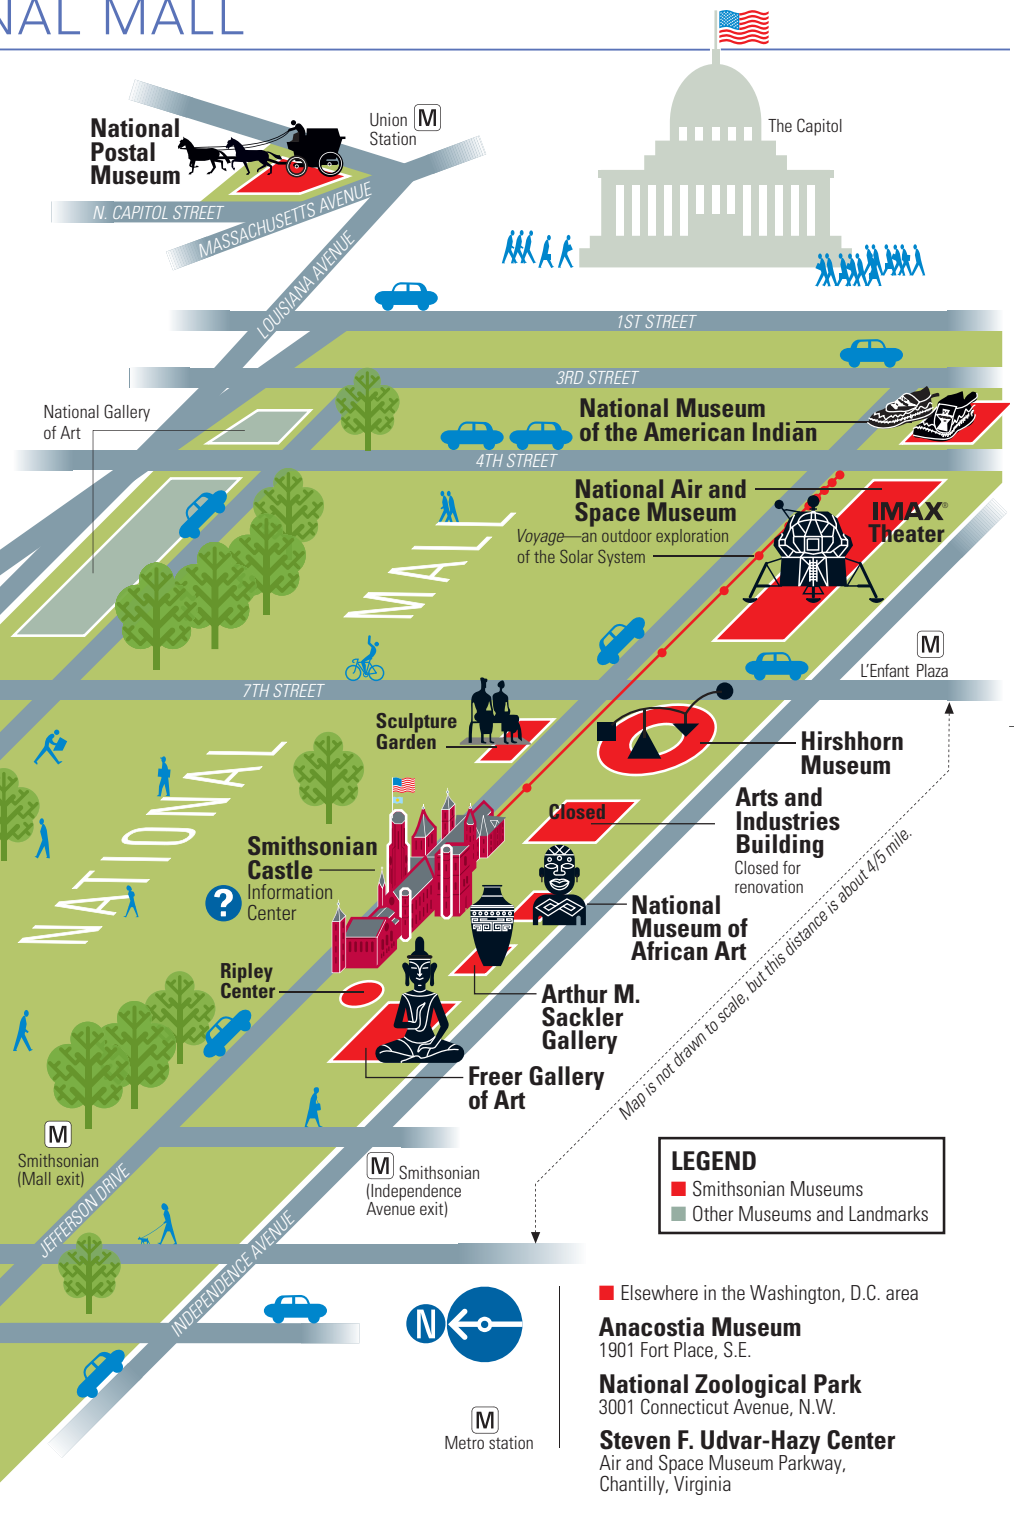 NAL MALL
The Capitol
Union M
Station
National
Postal
Museum
N. CAPITOL STREET
MASSACHUSETTS AVENUE
LOUISIANA AVENUE
1ST STREET
3RD STREET
National Gallery
of Art
National Museum
of the American Indian
4TH STREET
National Air and
Space Museum
Voyage—an outdoor exploration
of the Solar System
IMAX®
Theater
M
L'Enfant Plaza
7TH STREET
Sculpture
Garden
Hirshhorn
Museum
NATIONAL MALL
Closed
Arts and
Industries
Building
Closed for
renovation
Smithsonian
Castle
? Information
Center
National
Museum of
African Art
Ripley
Center
Arthur M.
Sackler
Gallery
Freer Gallery
of Art
Map is not drawn to scale, but this distance is about 4/5 mile.
M
Smithsonian
(Mall exit)
M Smithsonian
(Independence
Avenue exit)
JEFFERSON DRIVE
INDEPENDENCE AVENUE
LEGEND
Smithsonian Museums
Other Museums and Landmarks
N
M
Metro station
Elsewhere in the Washington, D.C. area
Anacostia Museum
1901 Fort Place, S.E.
National Zoological Park
3001 Connecticut Avenue, N.W.
Steven F. Udvar-Hazy Center
Air and Space Museum Parkway,
Chantilly, Virginia